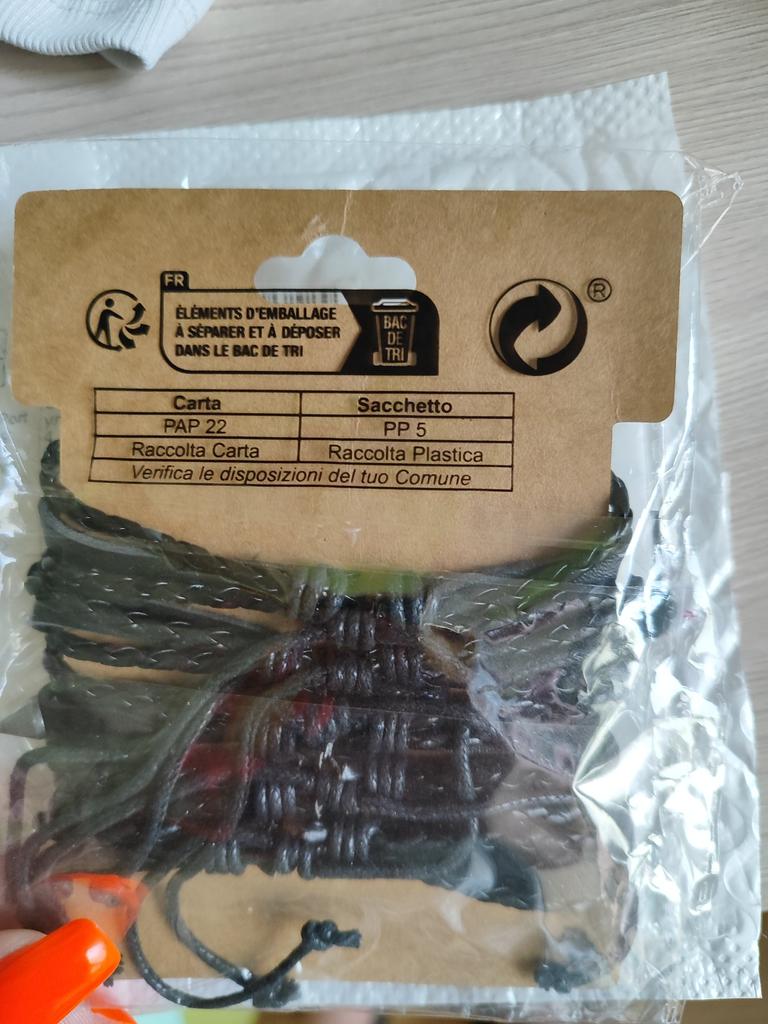 FR
ÉLÉMENTS D'EMBALLAGE
À SÉPARER ET À DÉPOSER
DANS LE BAC DE TRI
BAC
DE
TRI
®
Carta Sacchetto
PAP 22 PP 5
Raccolta Carta Raccolta Plastica
Verifica le disposizioni del tuo Comune